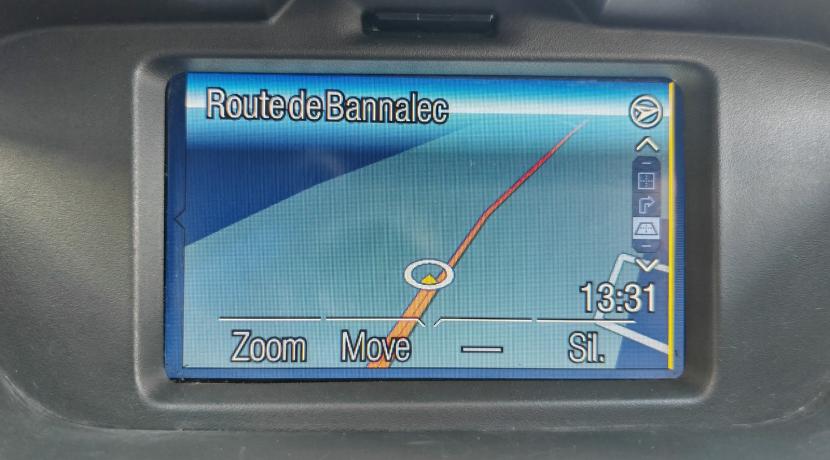 Route de Bannalec
13:31
Zoom Move — Sil.